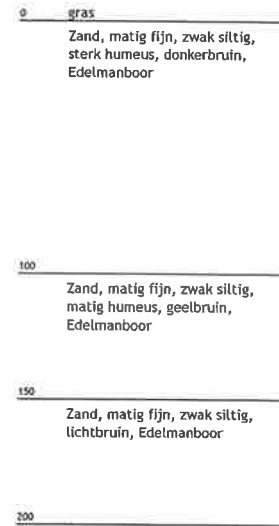 0 gras
Zand, matig fijn, zwak siltig,
sterk humeus, donkerbruin,
Edelmanboor
100
Zand, matig fijn, zwak siltig,
matig humeus, geelbruin,
Edelmanboor
150
Zand, matig fijn, zwak siltig,
lichtbruin, Edelmanboor
200